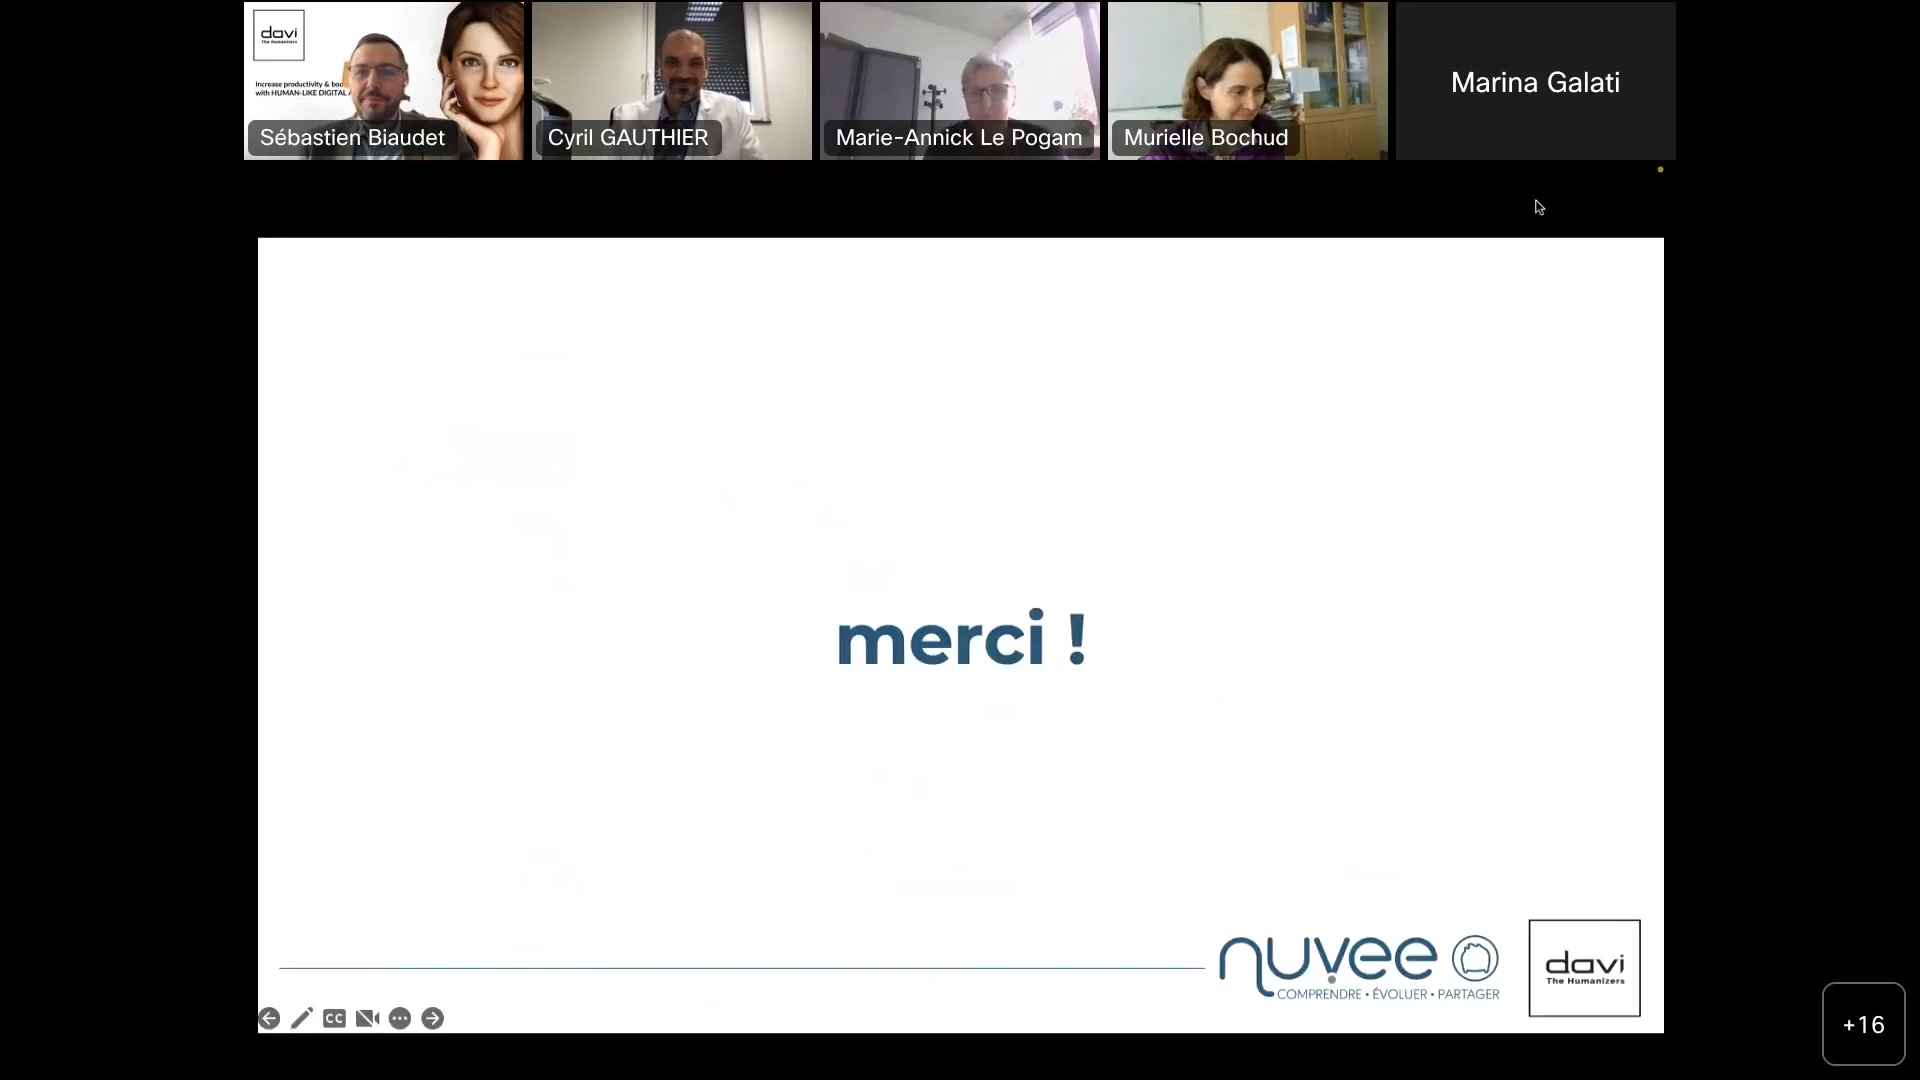 davi
The Humanizers
Increase productivity & boo
with HUMAN-LIKE DIGITAL
Sébastien Biaudet
Cyril GAUTHIER
Marie-Annick Le Pogam
Murielle Bochud
Marina Galati
merci !
nuvee
COMPRENDRE • ÉVOLUER • PARTAGER
davi
The Humanizers
CC
+16